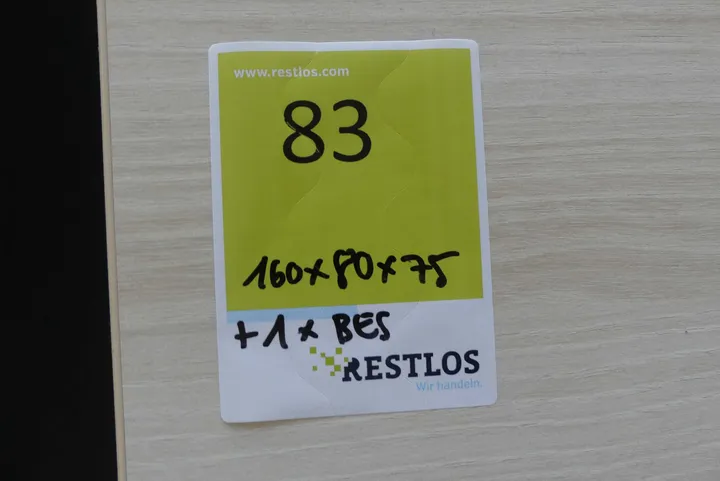 www.restlos.com
83
160x80x75
+1x BES
RESTLOS
Wir handeln.